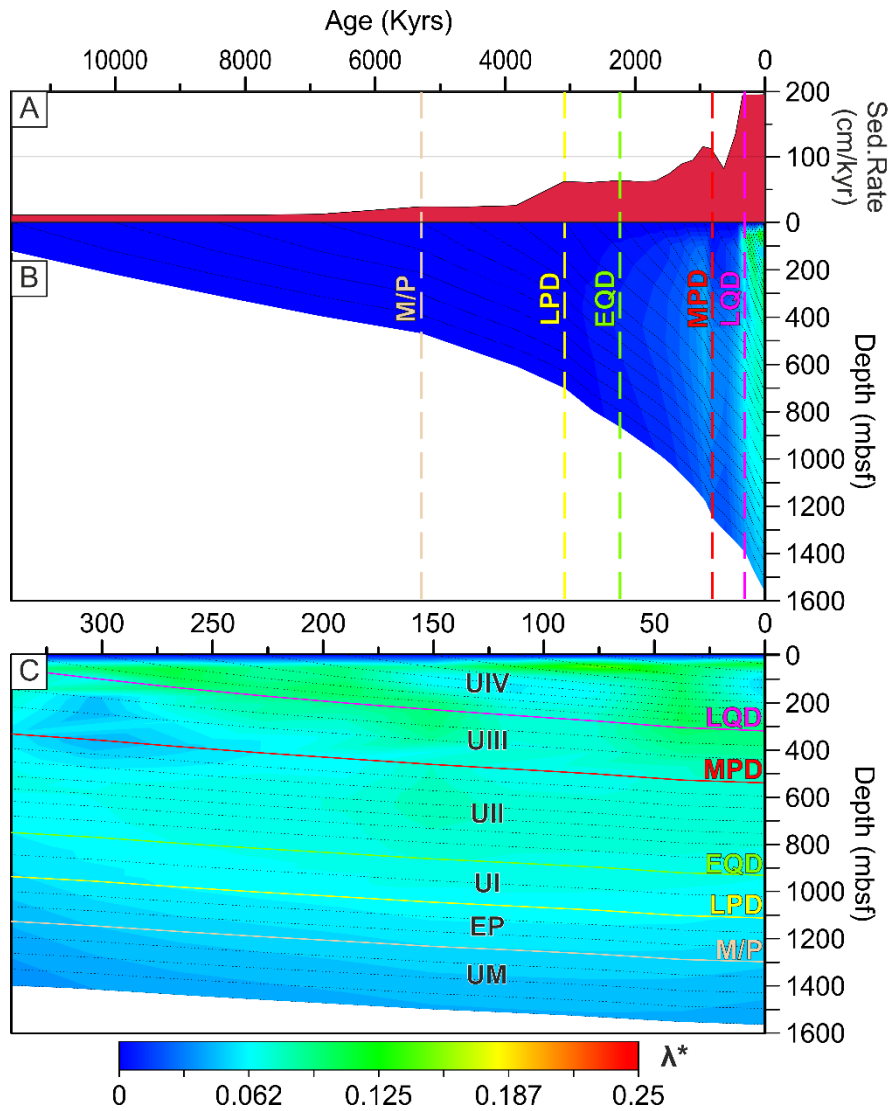 Age (Kyrs)
10000 8000 6000 4000 2000 0
A
200
100
0
Sed.Rate
(cm/kyr)
B
M/P
LPD
EQD
MPD
LQD
200
400
600
800
1000
1200
1400
1600
Depth (mbsf)
300 250 200 150 100 50 0
C
0
200
400
600
800
1000
1200
1400
1600
Depth (mbsf)
UIV
LQD
UIII
MPD
UII
EQD
UI
LPD
EP
M/P
UM
λ*
0 0.062 0.125 0.187 0.25